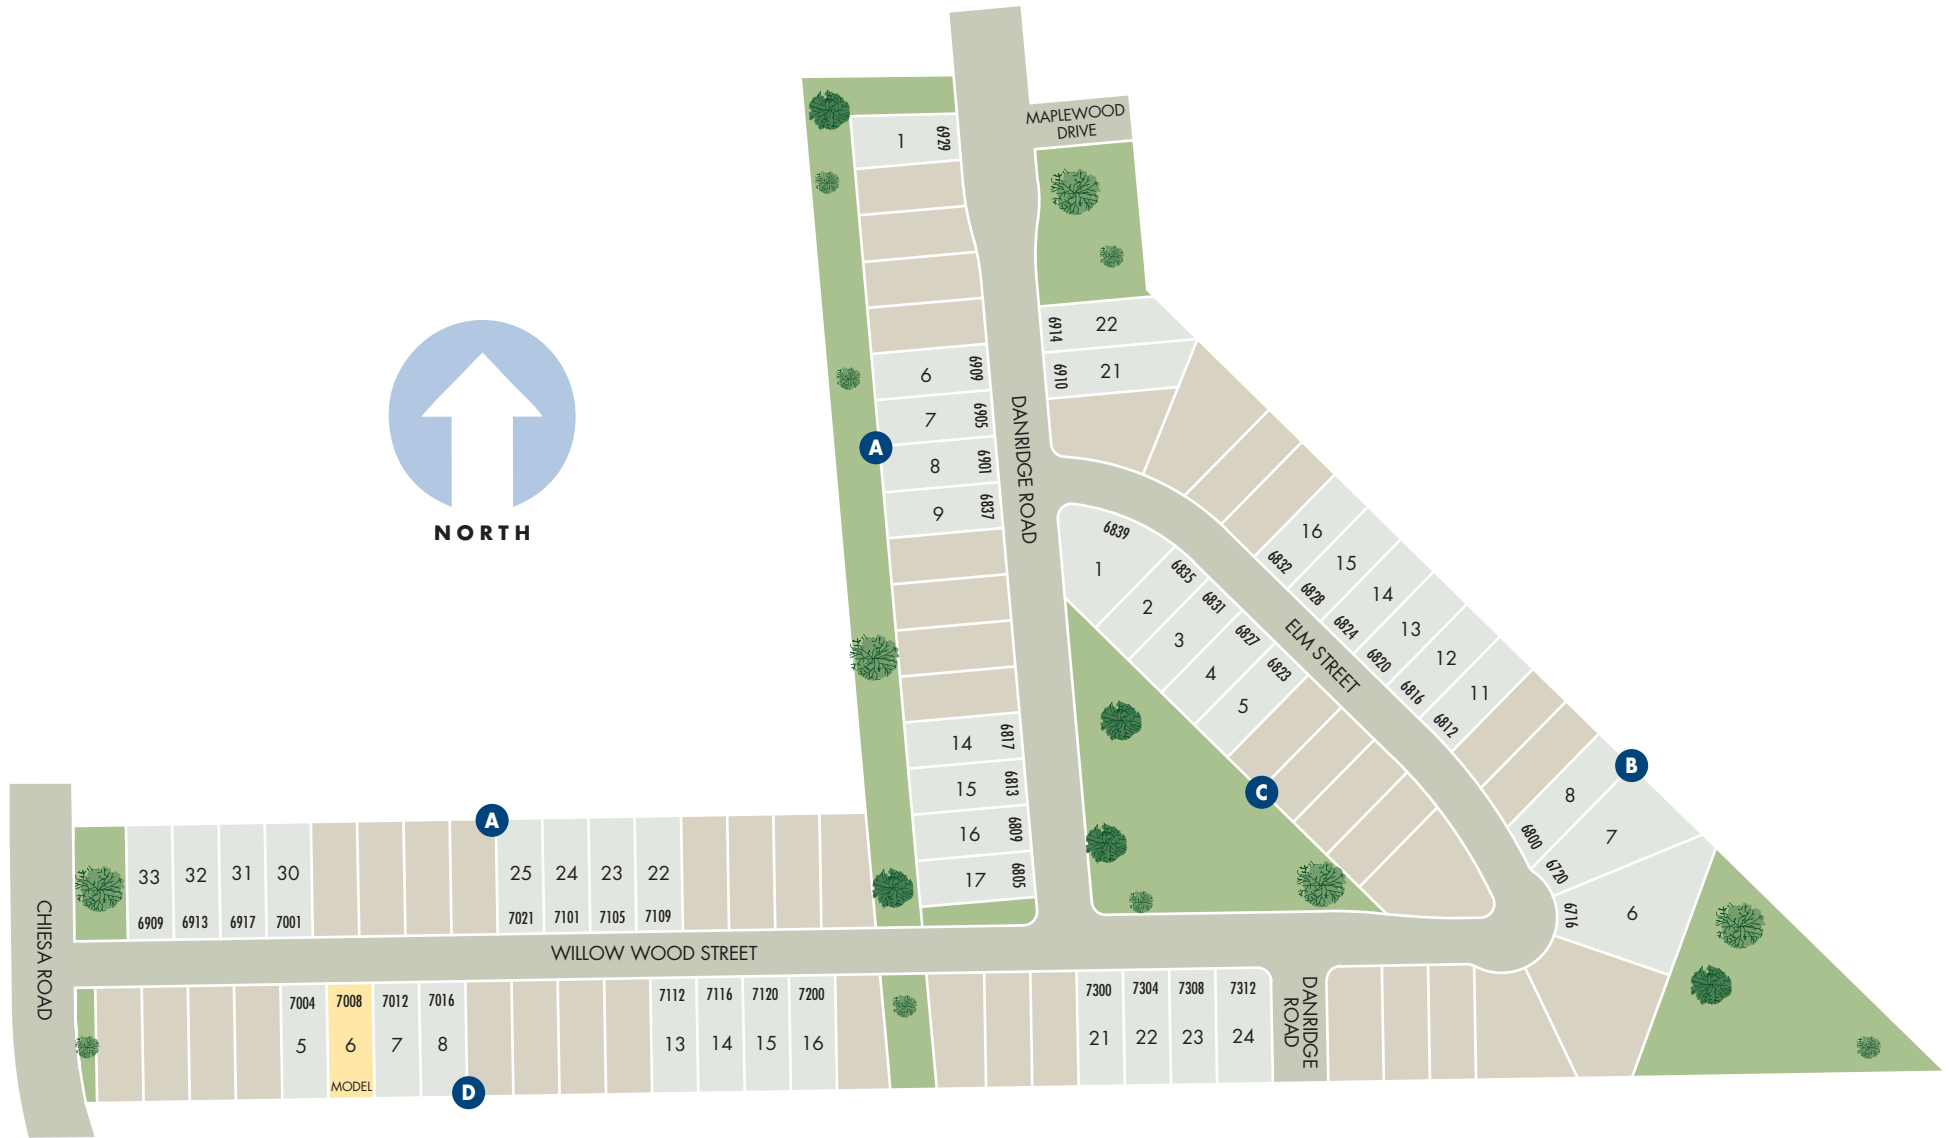 MAPLEWOOD
DRIVE
1 6929
6914 22
6910 21
6 6909
7 6905
8 6901
9 6837
A
DANRIDGE ROAD
NORTH
6839
1
6835
2
6831
3
6827
4
6823
5
ELM STREET
16
6832
15
6828
14
6824
13
6820
12
6816
11
6812
B
C
8
6800
7
6720
6
6716
14 6817
15 6813
16 6809
17 6805
A
33 32 31 30 25 24 23 22
6909 6913 6917 7001 7021 7101 7105 7109
CHIESA ROAD
WILLOW WOOD STREET
7004 7008 7012 7016 7112 7116 7120 7200 7300 7304 7308 7312
5 6 7 8 13 14 15 16 21 22 23 24
MODEL
D
DANRIDGE
ROAD